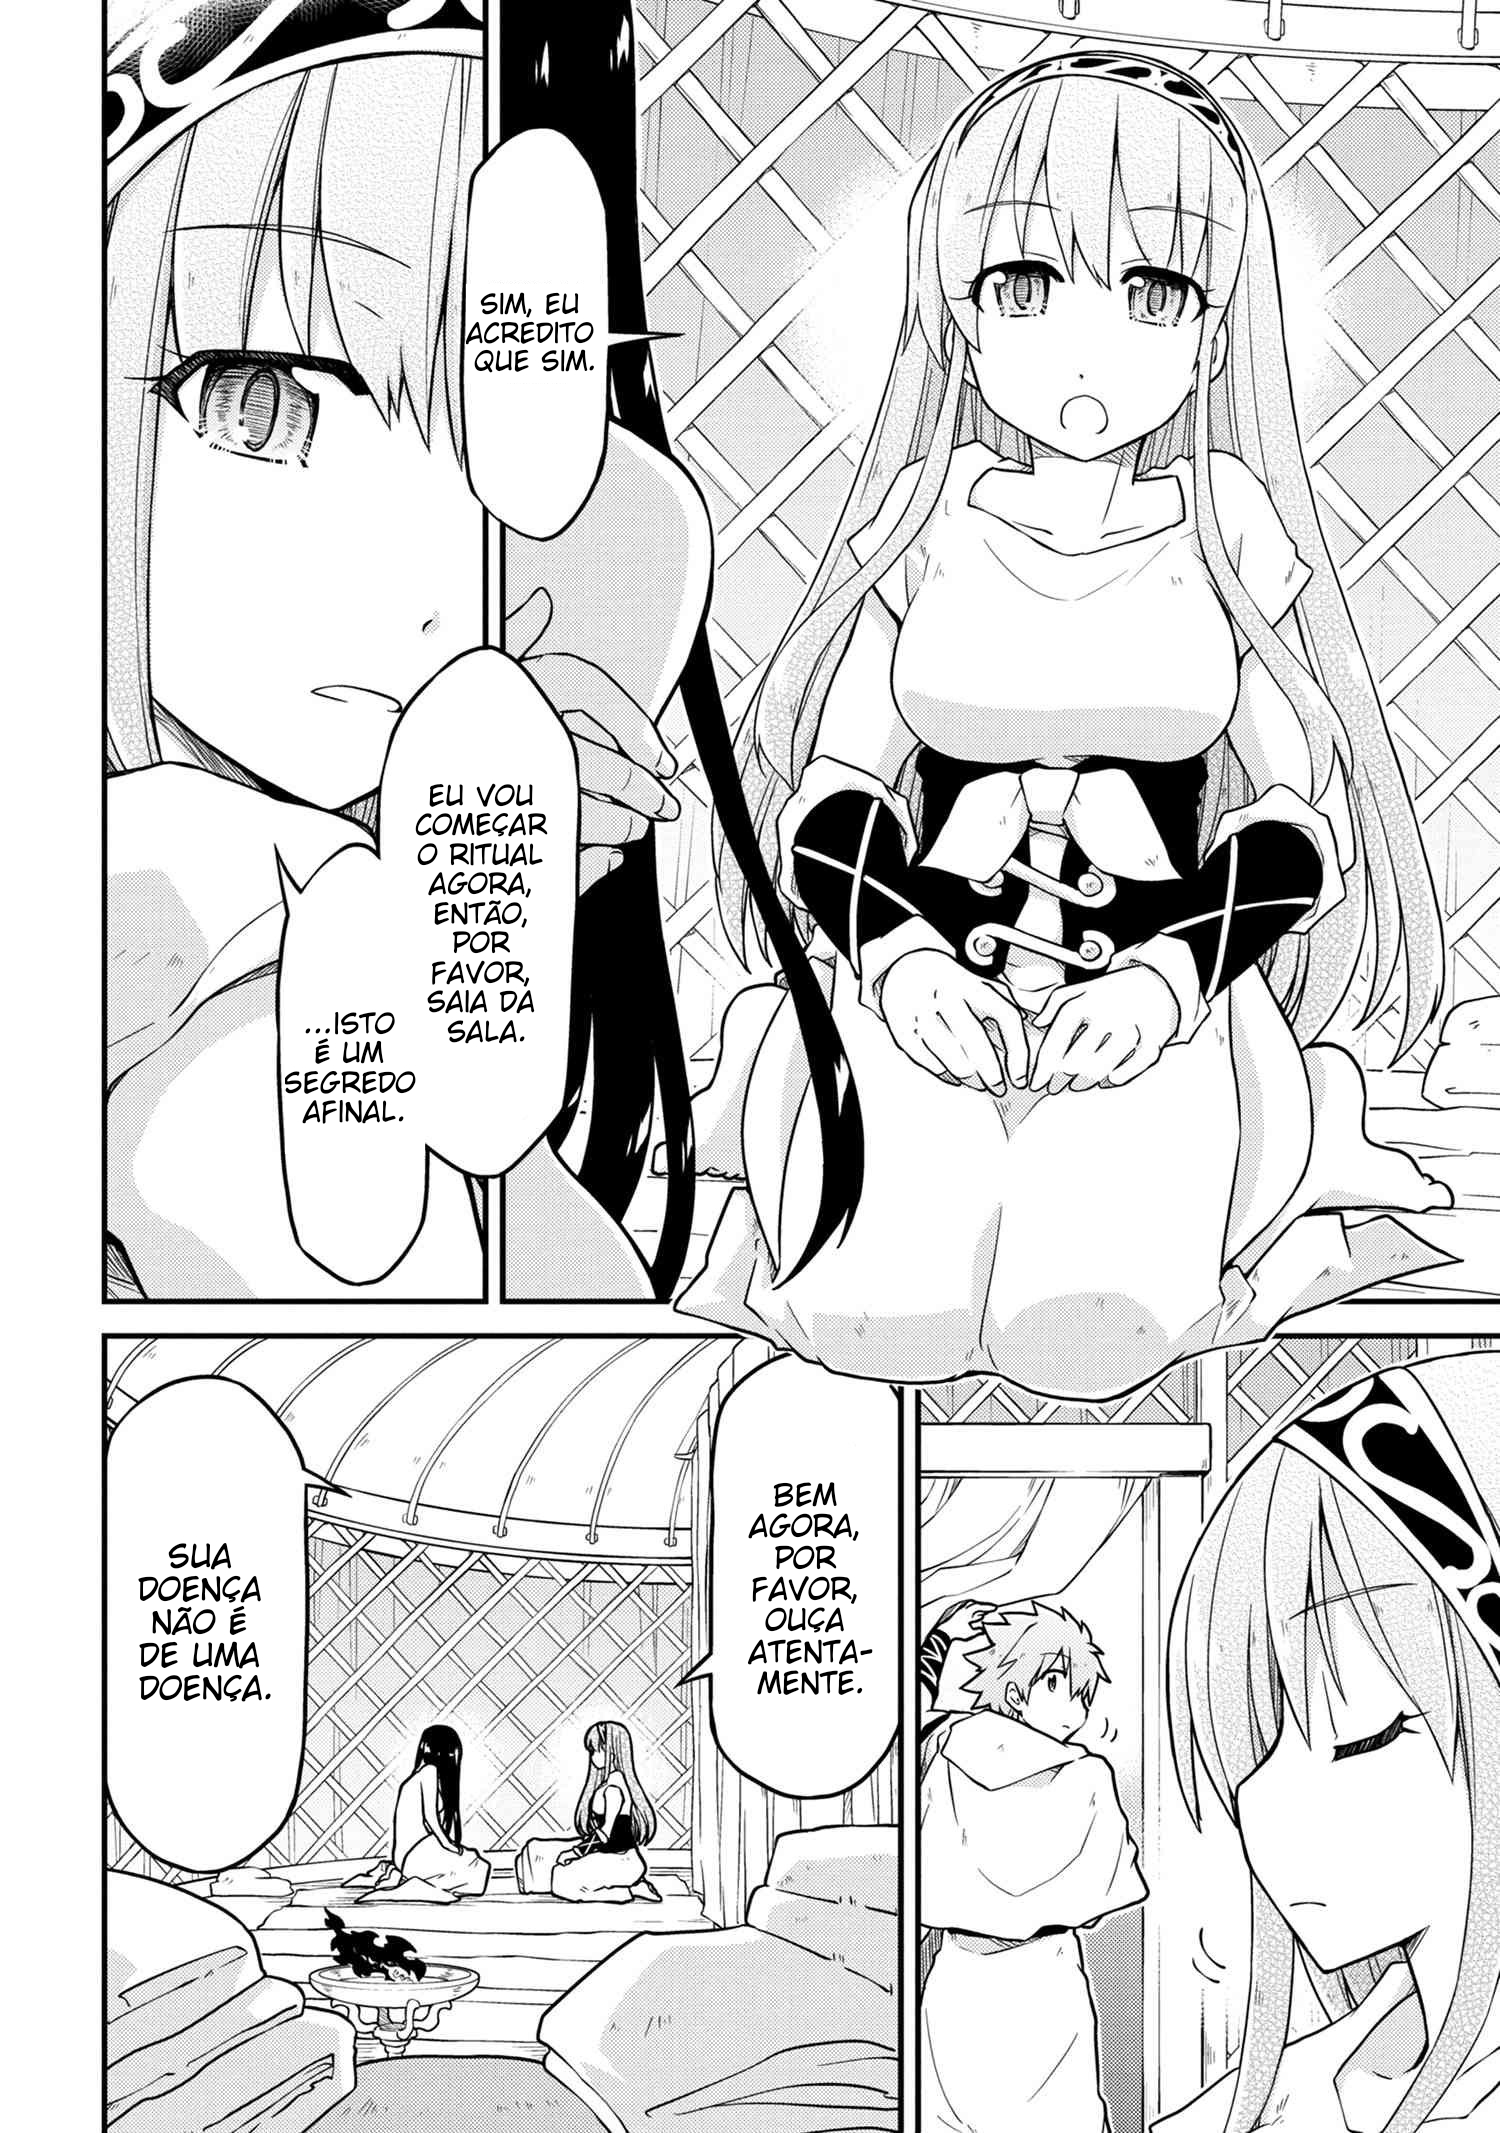 SIM, EU
ACREDITO
QUE SIM.
EU VOU
COMEÇAR
O RITUAL
AGORA,
ENTÃO,
POR
FAVOR,
SAIA DA
SALA.
...ISTO
É UM
SEGREDO
AFINAL.
BEM
AGORA,
POR
FAVOR,
OUÇA
ATENTA-
MENTE.
SUA
DOENÇA
NÃO É
DE UMA
DOENÇA.